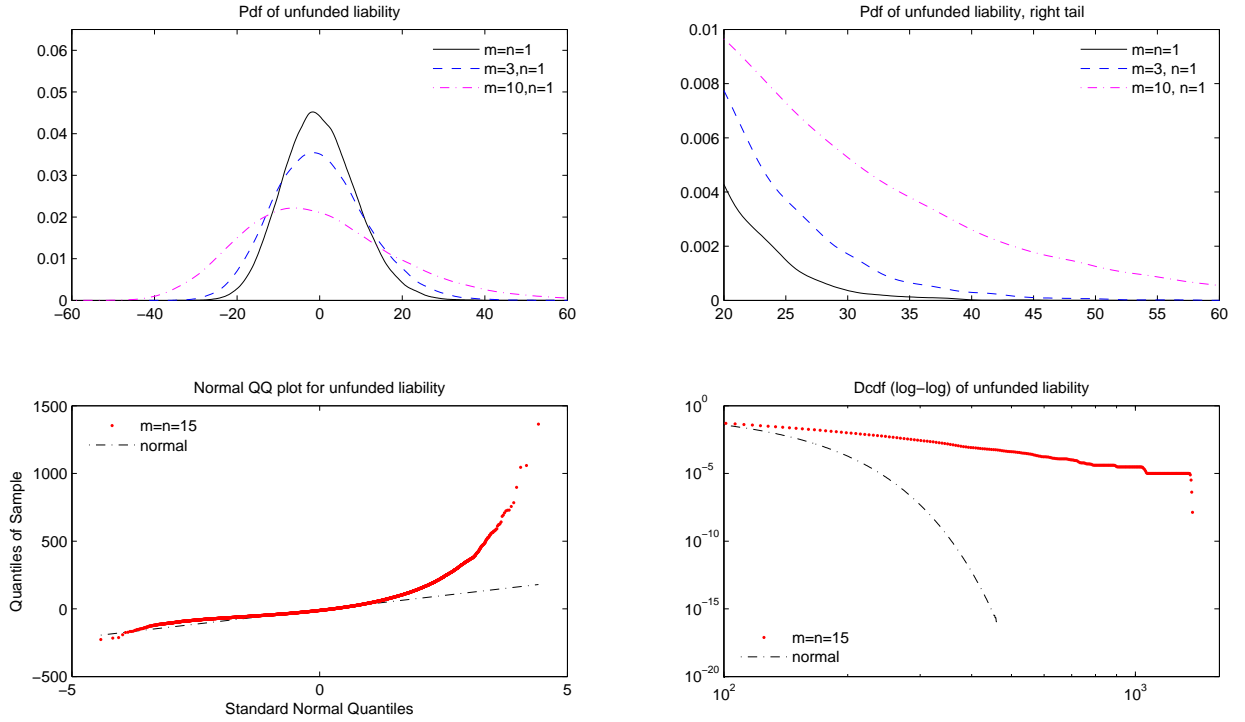 Pdf of unfunded liability
0.06
0.05
0.04
0.03
0.02
0.01
0
−60
−40
−20
0
20
40
60
m=n=1
m=3,n=1
m=10,n=1
Pdf of unfunded liability, right tail
0.01
0.008
0.006
0.004
0.002
0
20
25
30
35
40
45
50
55
60
m=n=1
m=3, n=1
m=10, n=1
Normal QQ plot for unfunded liability
Quantiles of Sample
1500
1000
500
0
−500
−5
0
5
Standard Normal Quantiles
m=n=15
normal
Dcdf (log−log) of unfunded liability
10^0
10^−5
10^−10
10^−15
10^−20
10^2
10^3
m=n=15
normal